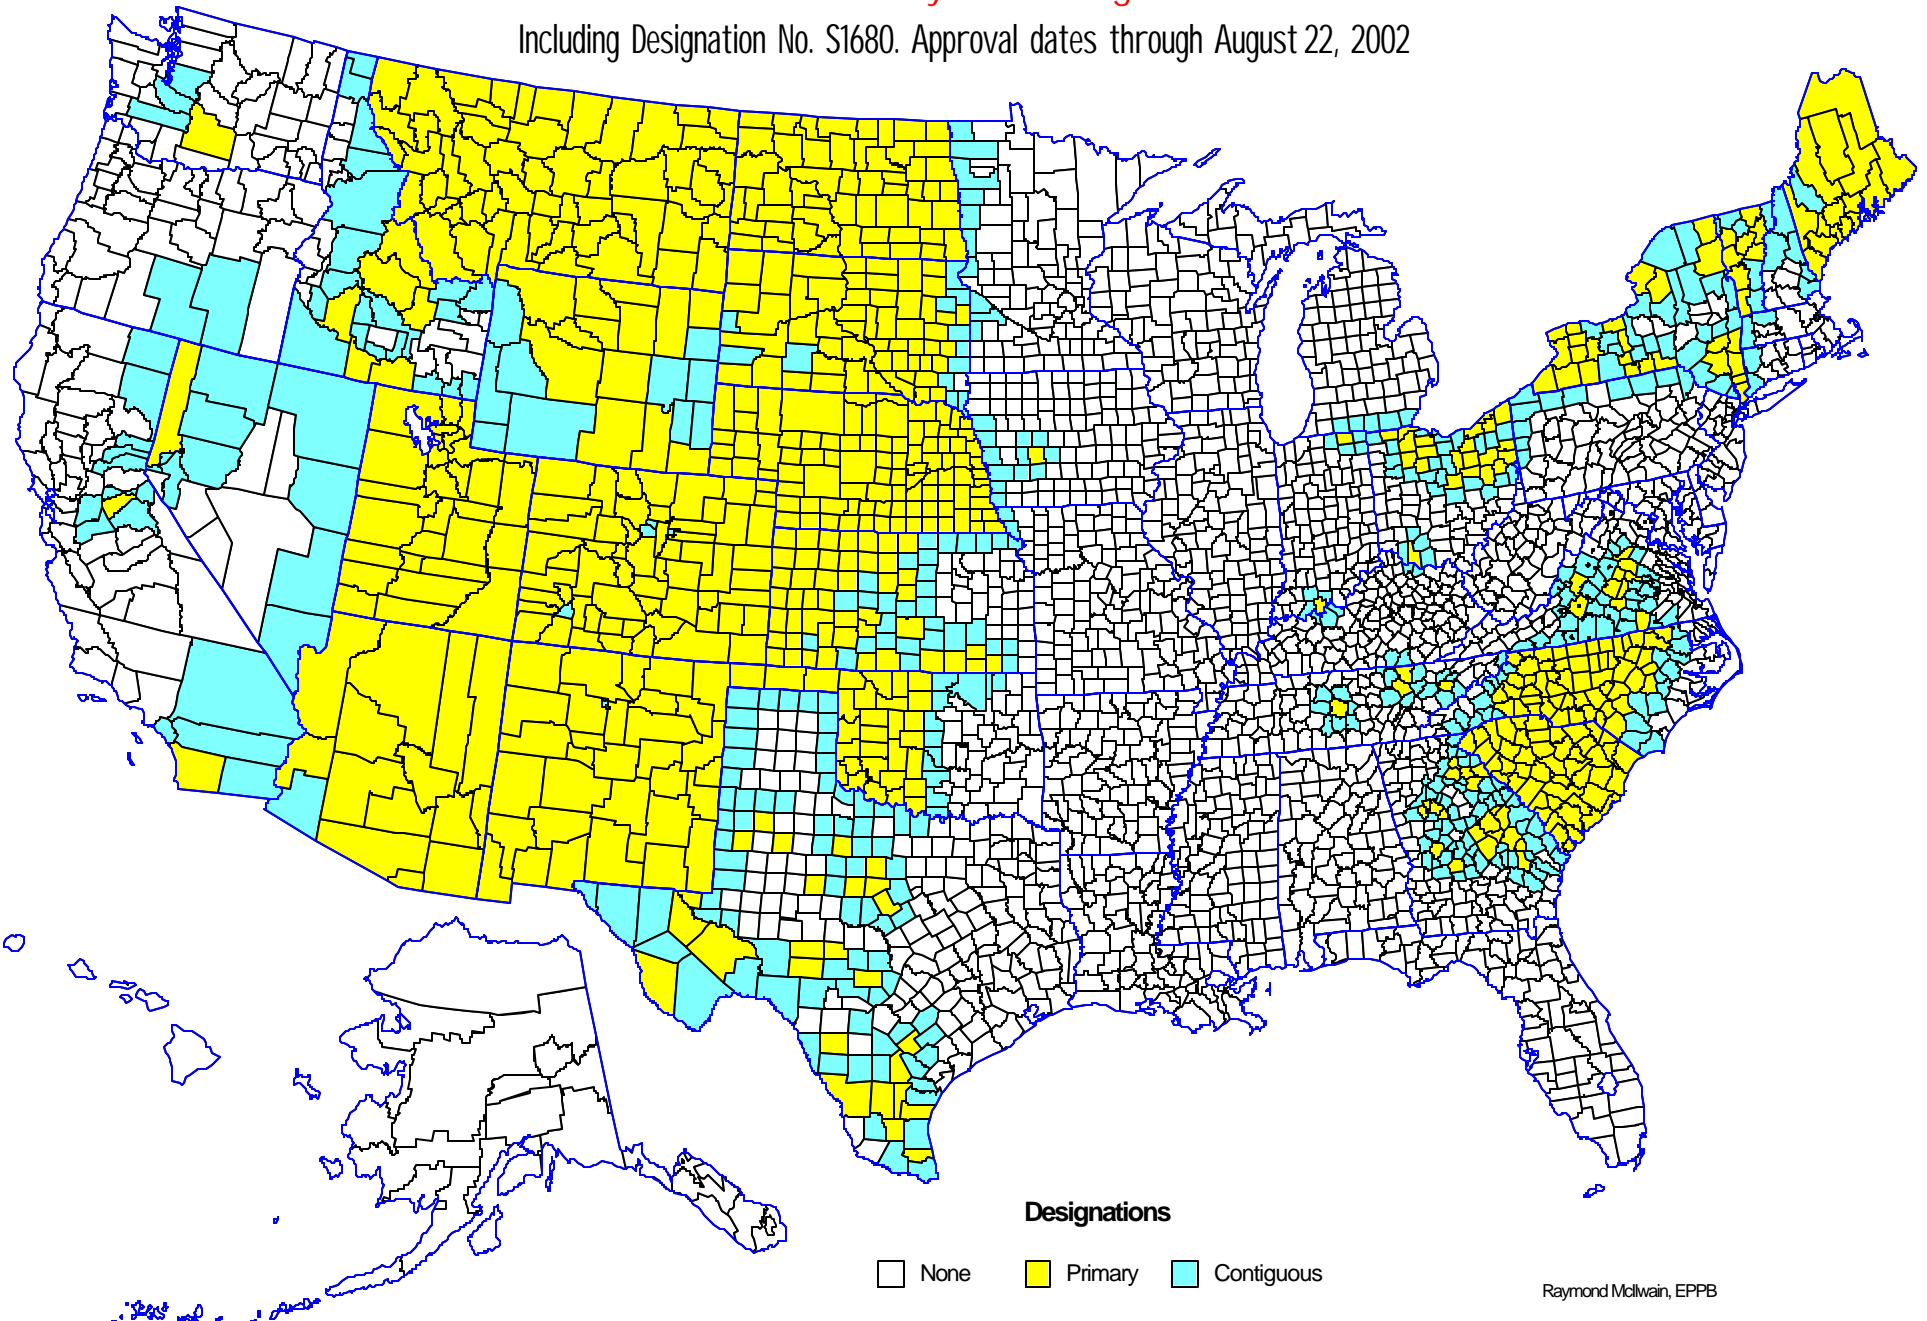 Including Designation No. S1680. Approval dates through August 22, 2002
Designations
None Primary Contiguous
Raymond McIlwain, EPPB